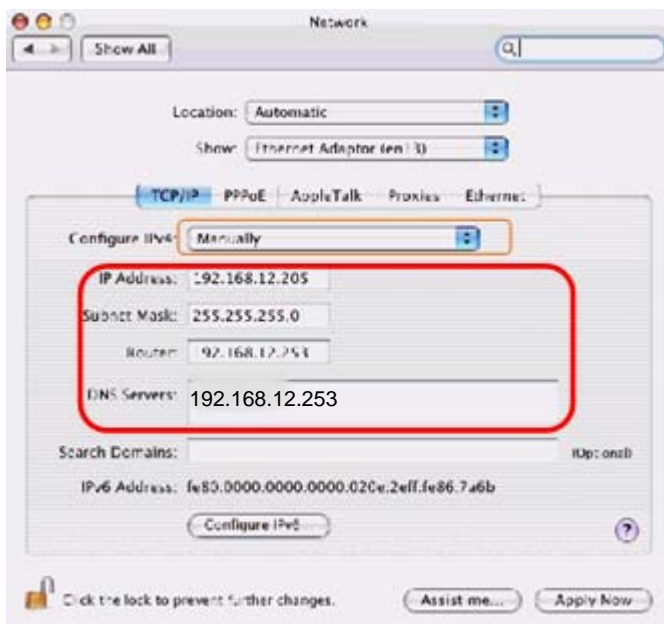 Network
Show All
Location: Automatic
Show: Ethernet Adaptor (en13)
TCP/IP PPPoE AppleTalk Proxies Ethernet
Configure IPv4: Manually
IP Address: 192.168.12.205
Subnet Mask: 255.255.255.0
Router: 192.168.12.253
DNS Servers: 192.168.12.253
Search Domains: (Optional)
IPv6 Address: fe80:0000:0000:0000:020e:2eff:fe86:7a6b
Configure IPv6...
?
Click the lock to prevent further changes.
Assist me... Apply Now